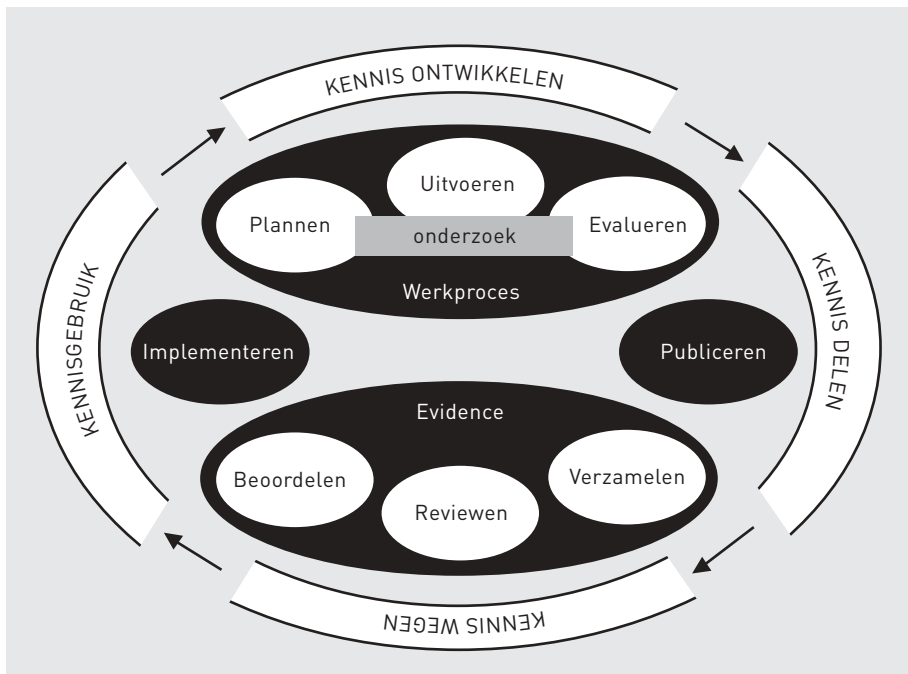 KENNIS ONTWIKKELEN
Uitvoeren
Plannen
Evalueren
onderzoek
Werkproces
KENNISGEBRUIK
KENNIS DELEN
Implementeren
Publiceren
Evidence
Beoordelen
Verzamelen
Reviewen
KENNIS WEGEN